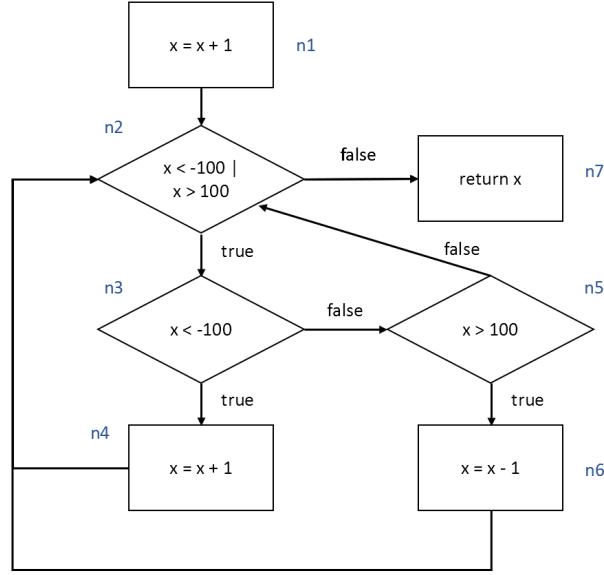 x = x + 1
n1
n2
x < -100 |
x > 100
false
return x
n7
true
false
n3
x < -100
false
x > 100
n5
true
true
n4
x = x + 1
x = x - 1
n6